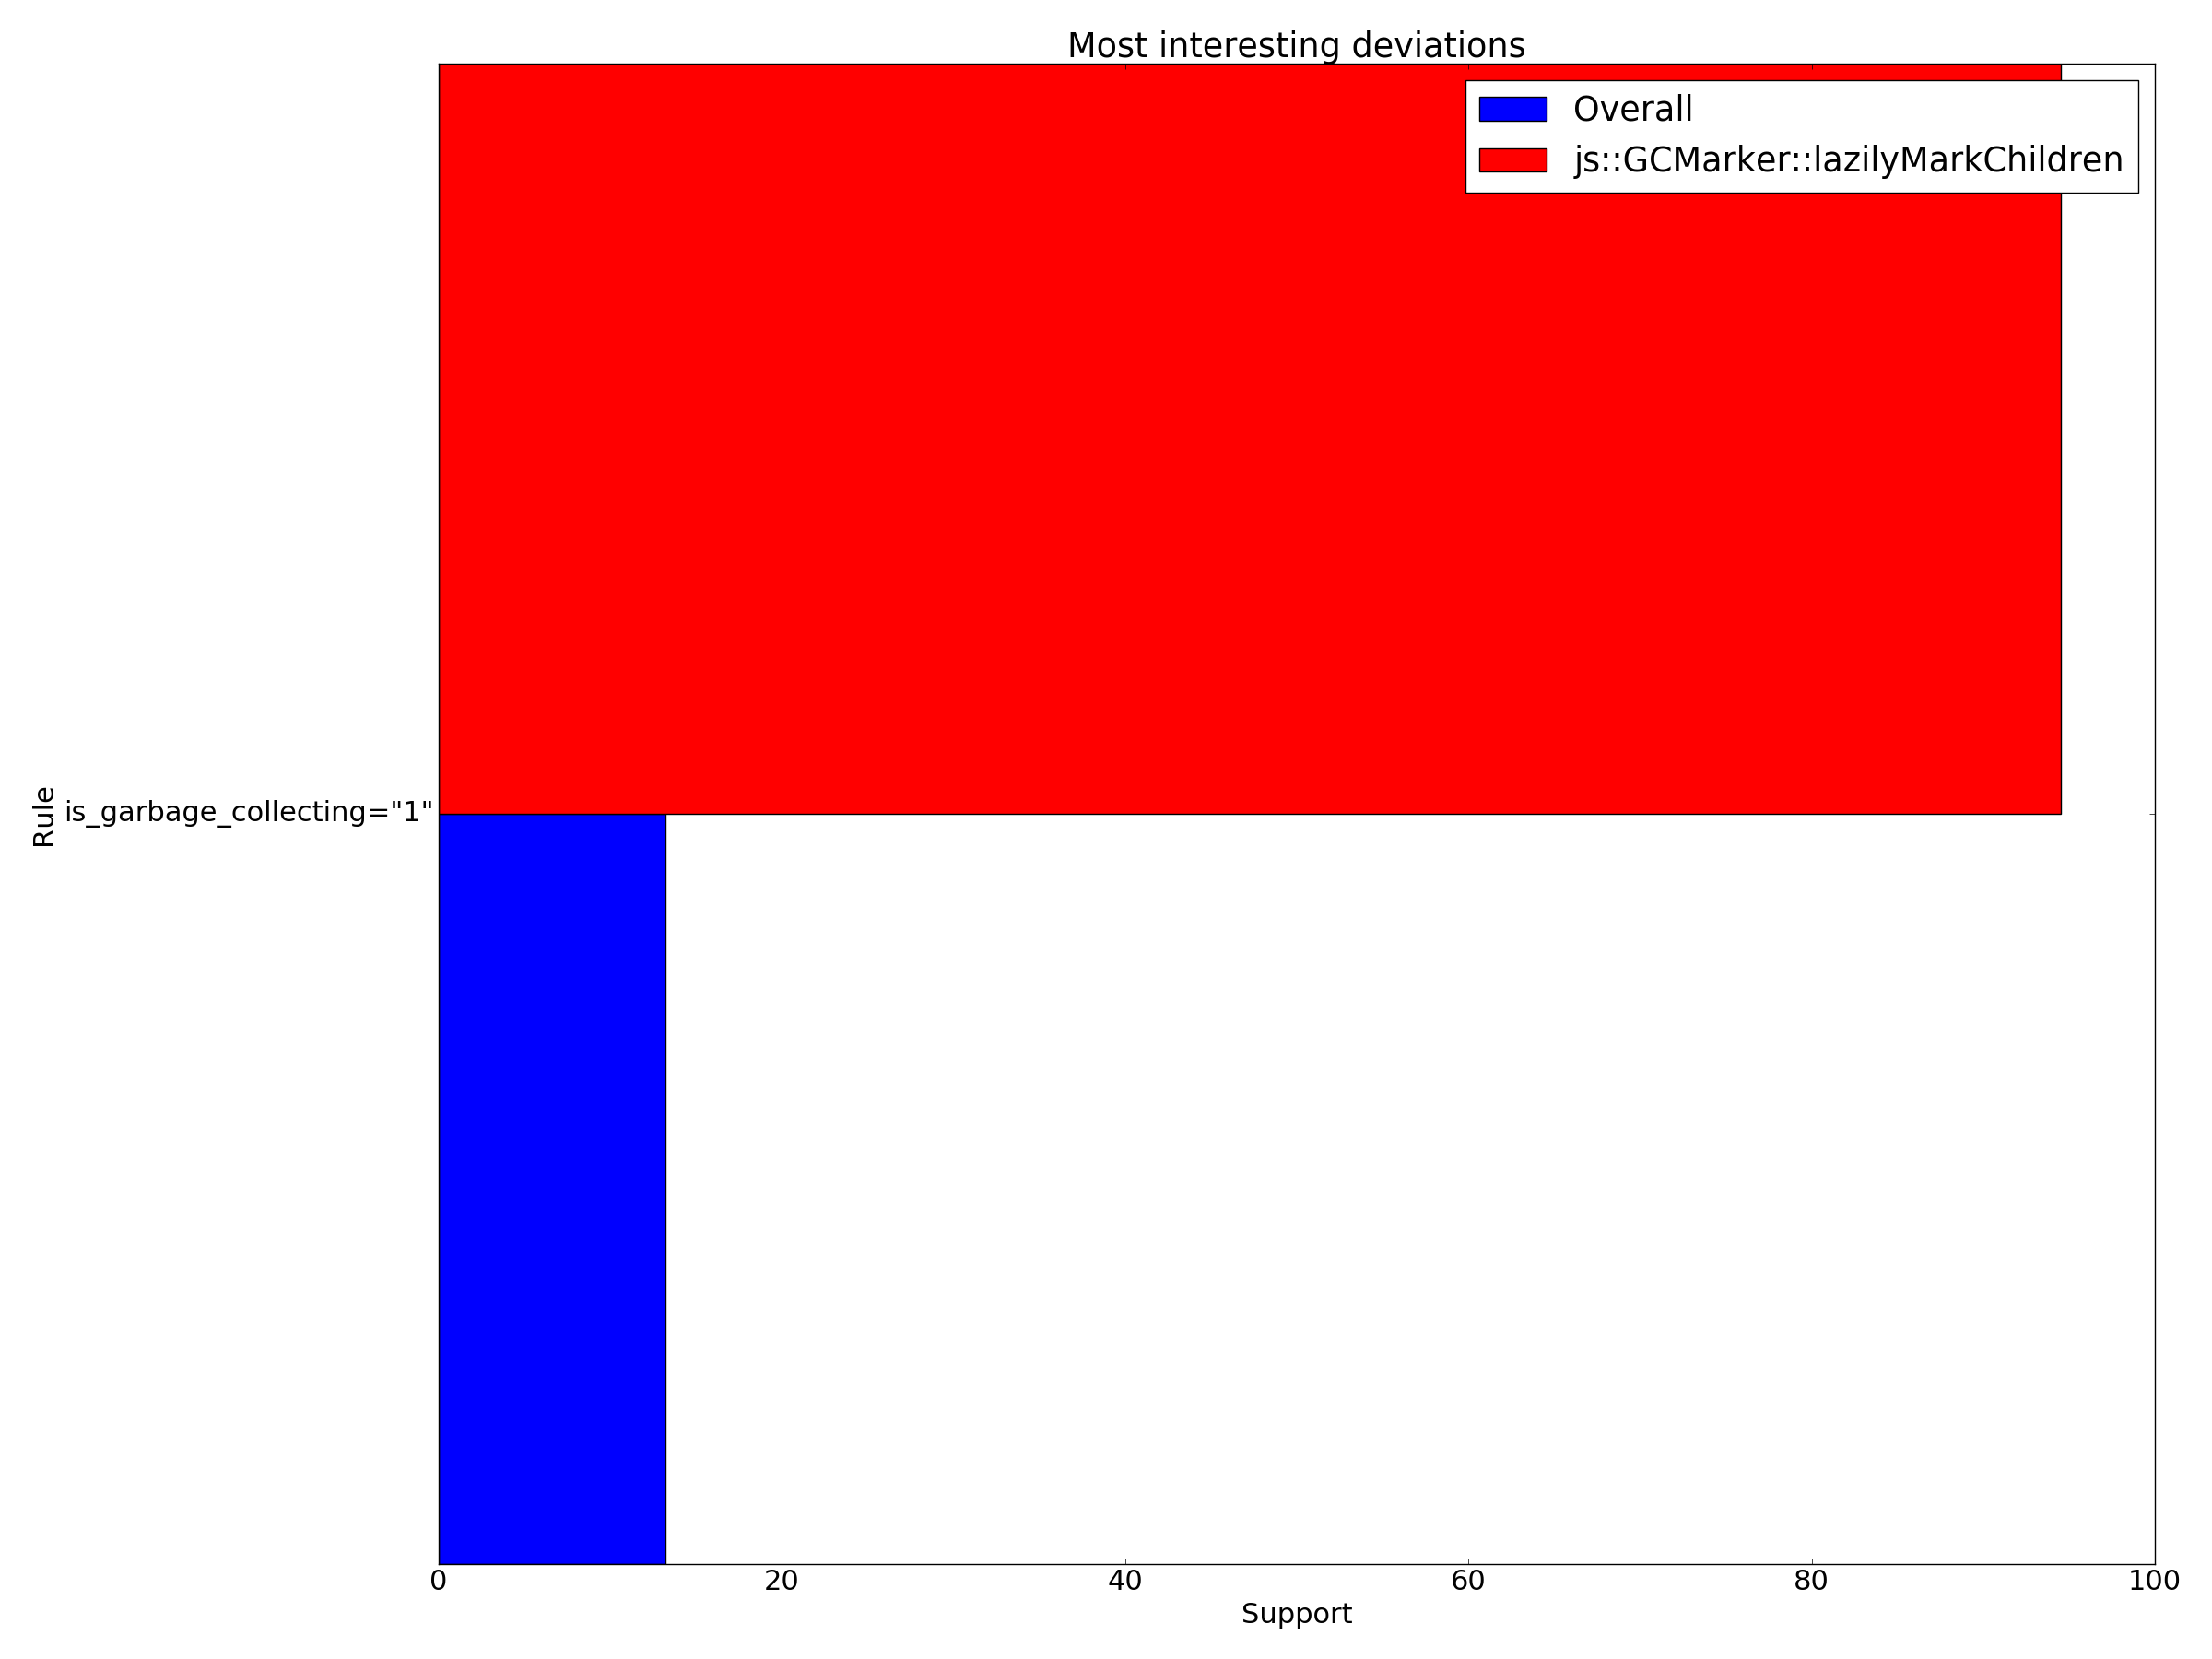 Most interesting deviations
Overall
js::GCMarker::lazilyMarkChildren
Rule
is_garbage_collecting="1"
0 20 40 60 80 100
Support